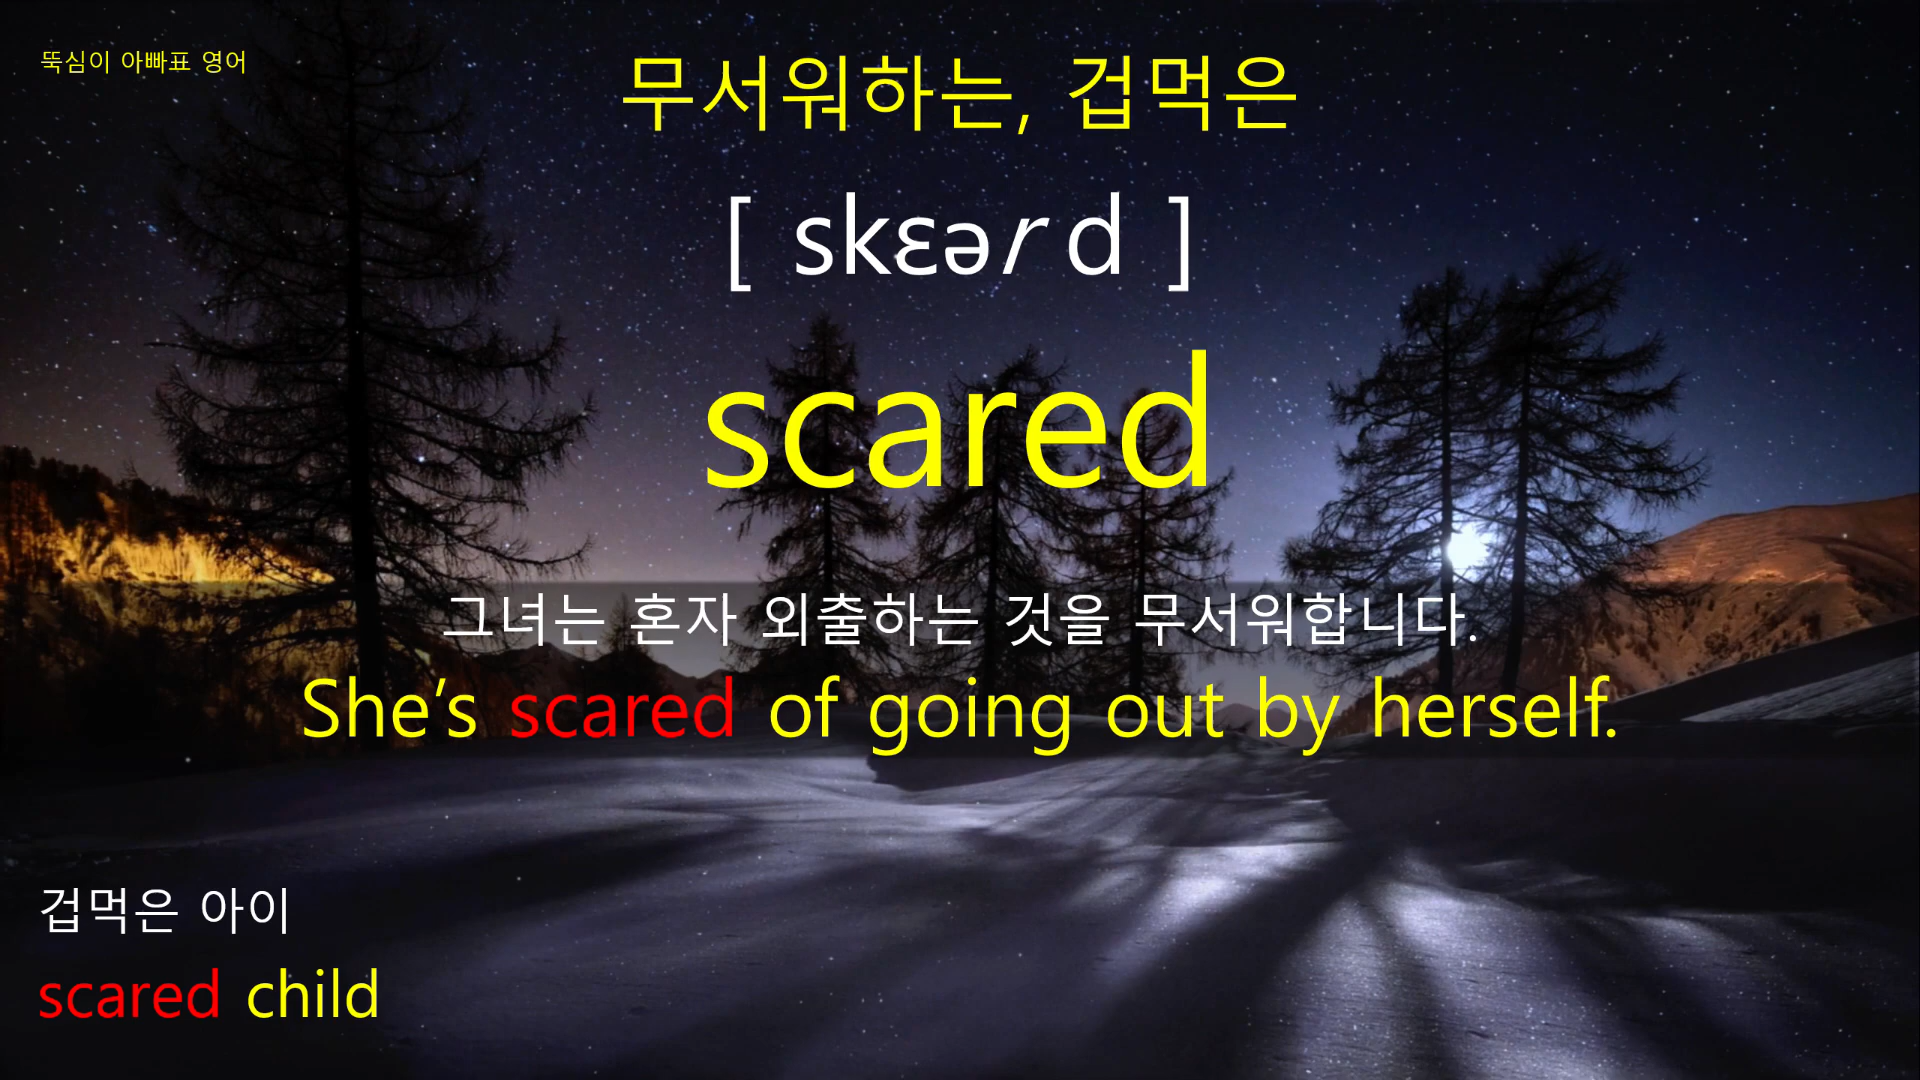 뚝심이 아빠표 영어
무서워하는, 겁먹은
[ skɛərd ]
scared
그녀는 혼자 외출하는 것을 무서워합니다.
She’s scared of going out by herself.
겁먹은 아이
scared child